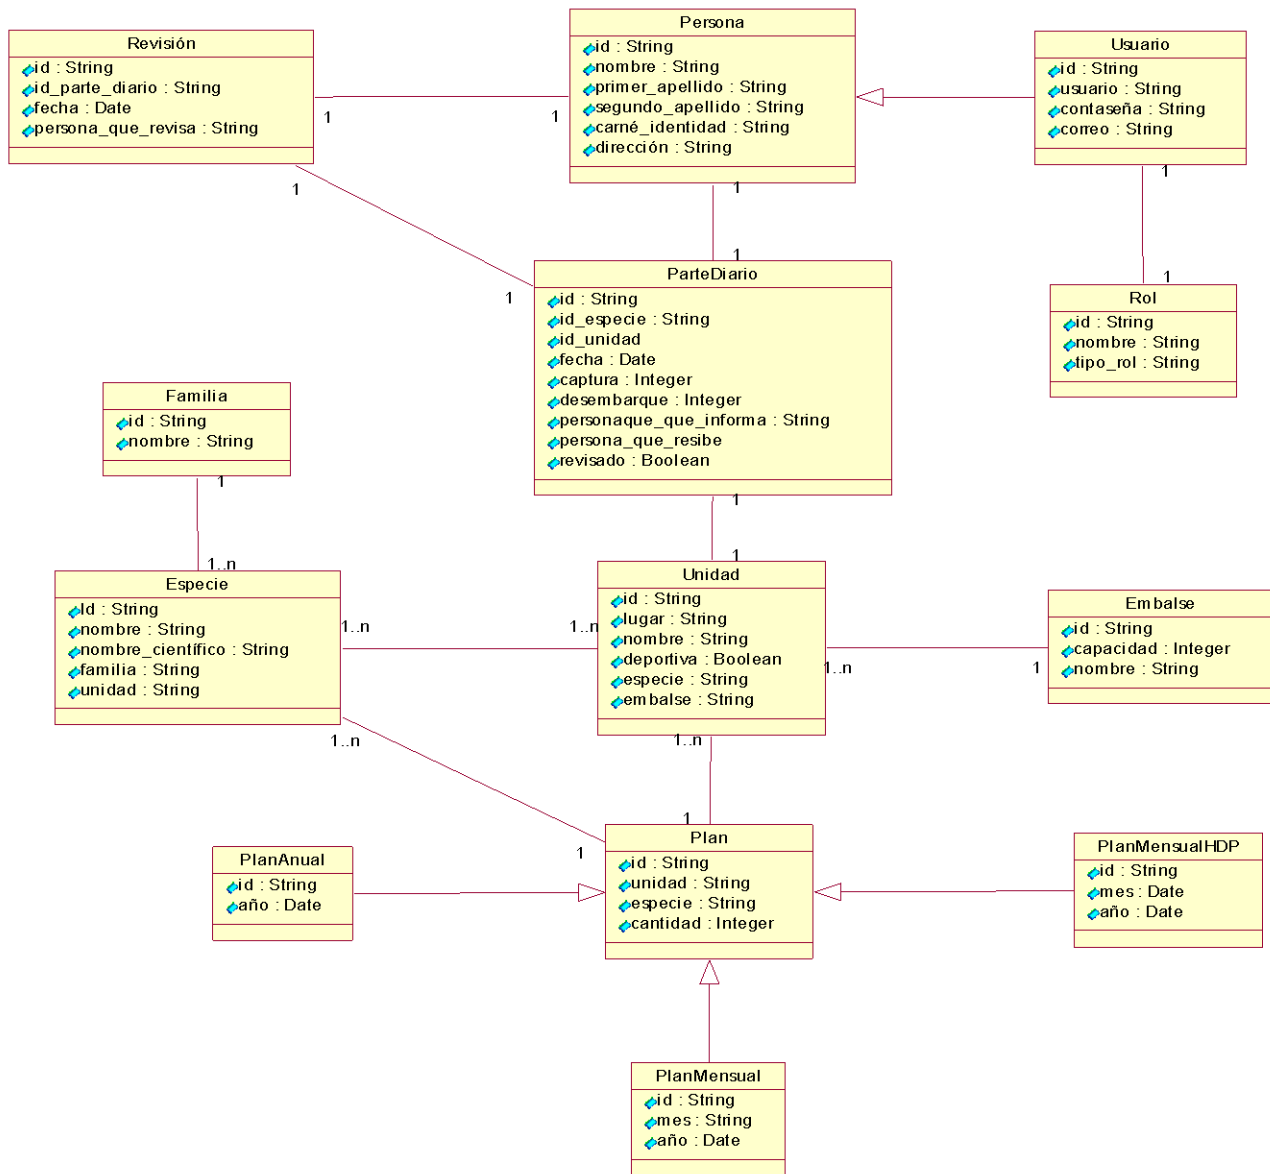 Persona
id : String
nombre : String
primer_apellido : String
segundo_apellido : String
carné_identidad : String
dirección : String
Revisión
id : String
id_parte_diario : String
fecha : Date
persona_que_revisa : String
Usuario
id : String
usuario : String
contaseña : String
correo : String
1
1
1
1
1
1
1
1
ParteDiario
id : String
id_especie : String
id_unidad
fecha : Date
captura : Integer
desembarque : Integer
personaque_que_informa : String
persona_que_resibe
revisado : Boolean
Rol
id : String
nombre : String
tipo_rol : String
Familia
id : String
nombre : String
1
1..n
1
1
Especie
Id : String
nombre : String
nombre_científico : String
familia : String
unidad : String
1..n
1..n
Unidad
id : String
lugar : String
nombre : String
deportiva : Boolean
especie : String
embalse : String
1..n
1
Embalse
id : String
capacidad : Integer
nombre : String
1..n
1..n
1
1
Plan
id : String
unidad : String
especie : String
cantidad : Integer
PlanAnual
id : String
año : Date
PlanMensualHDP
id : String
mes : Date
año : Date
PlanMensual
id : String
mes : String
año : Date